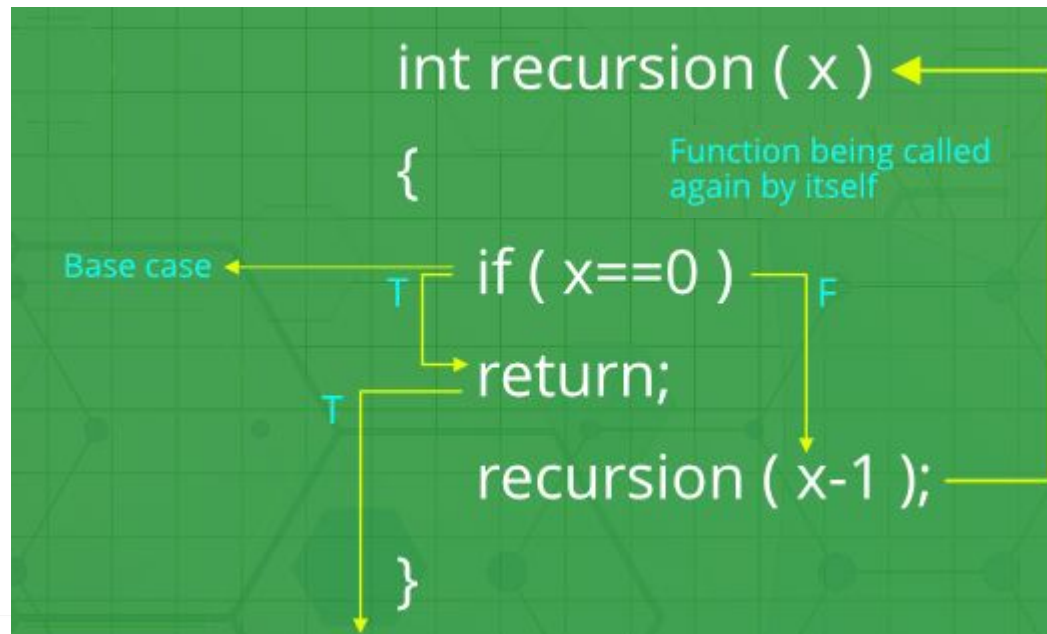 int recursion ( x )
{
Function being called
again by itself
Base case
if ( x==0 )
T
F
return;
T
recursion ( x-1 );
}